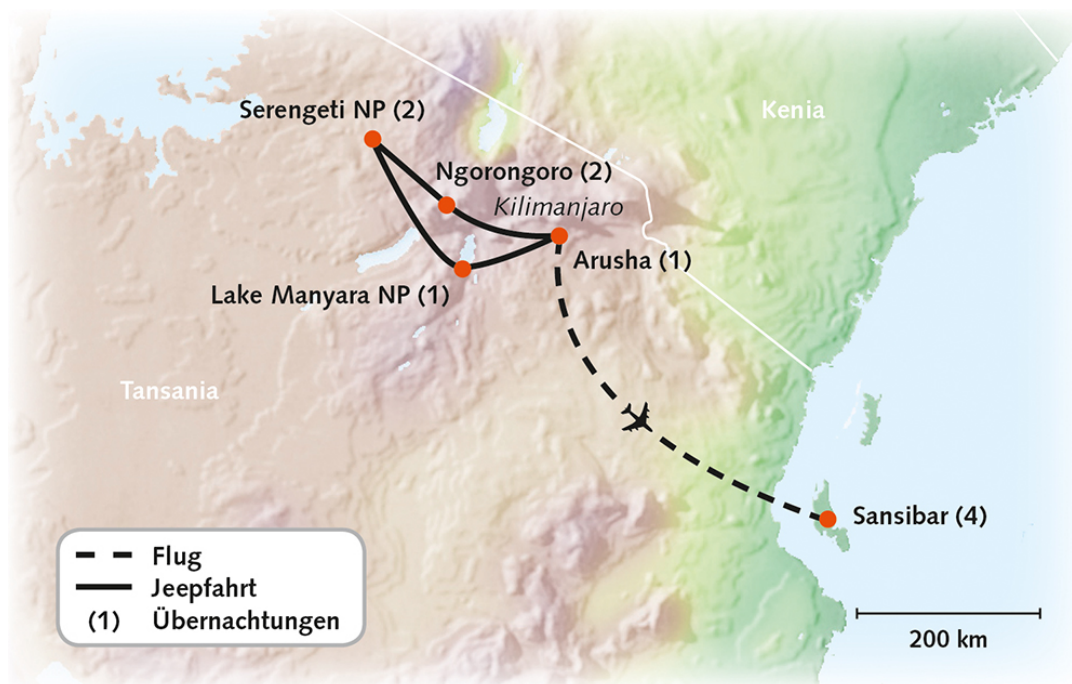 Serengeti NP (2)
Kenia
Ngorongoro (2)
Kilimanjaro
Arusha (1)
Lake Manyara NP (1)
Tansania
Sansibar (4)
Flug
Jeepfahrt
(1) Übernachtungen
200 km